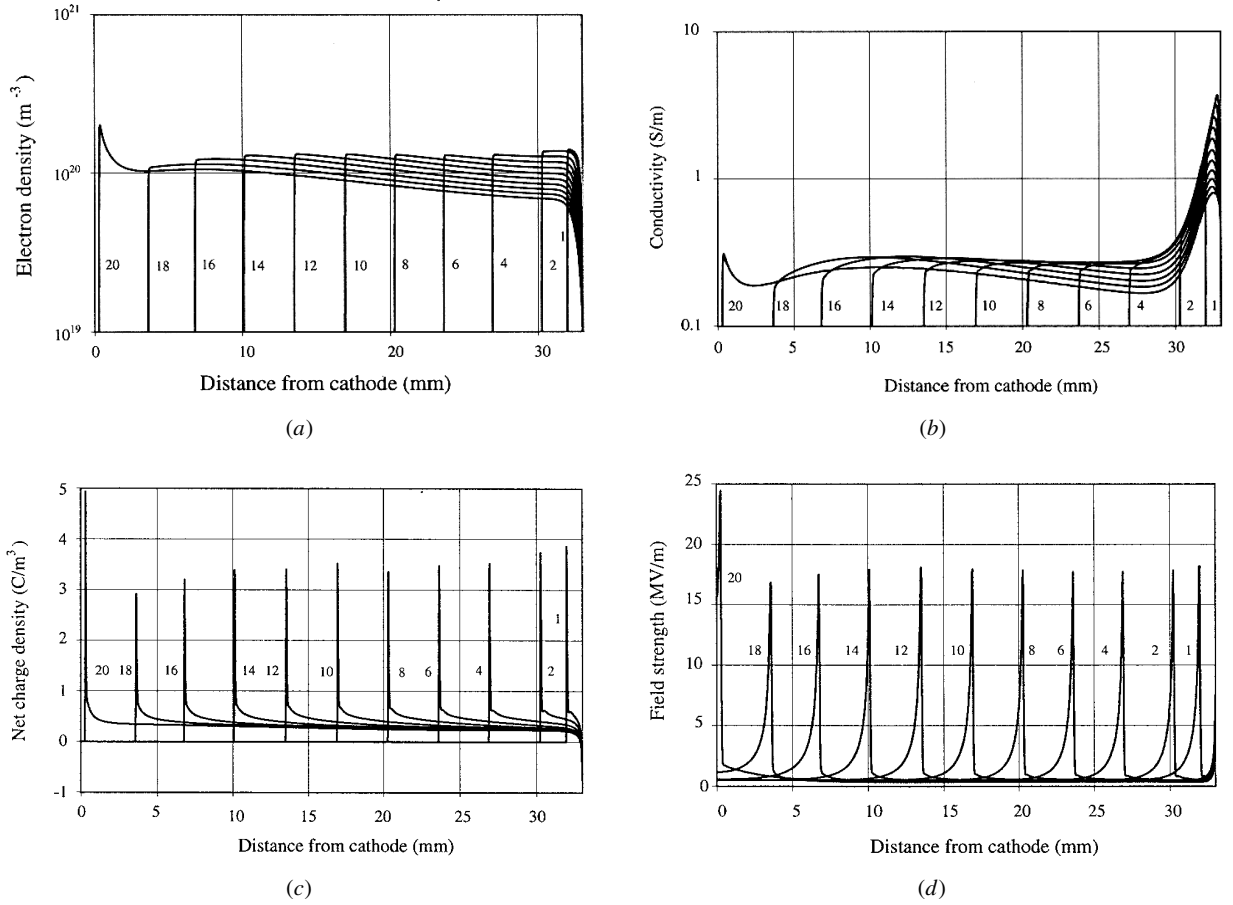 10^21
10^20
10^19
Electron density (m^-3)
20 18 16 14 12 10 8 6 4 2 1
0 10 20 30
Distance from cathode (mm)
(a)
10
1
0.1
Conductivity (S/m)
20 18 16 14 12 10 8 6 4 2 1
0 5 10 15 20 25 30
Distance from cathode (mm)
(b)
5
4
3
2
1
0
-1
Net charge density (C/m^3)
20 18 16 14 12 10 8 6 4 2 1
0 5 10 15 20 25 30
Distance from cathode (mm)
(c)
25
20
15
10
5
0
Field strength (MV/m)
20 18 16 14 12 10 8 6 4 2 1
0 5 10 15 20 25 30
Distance from cathode (mm)
(d)